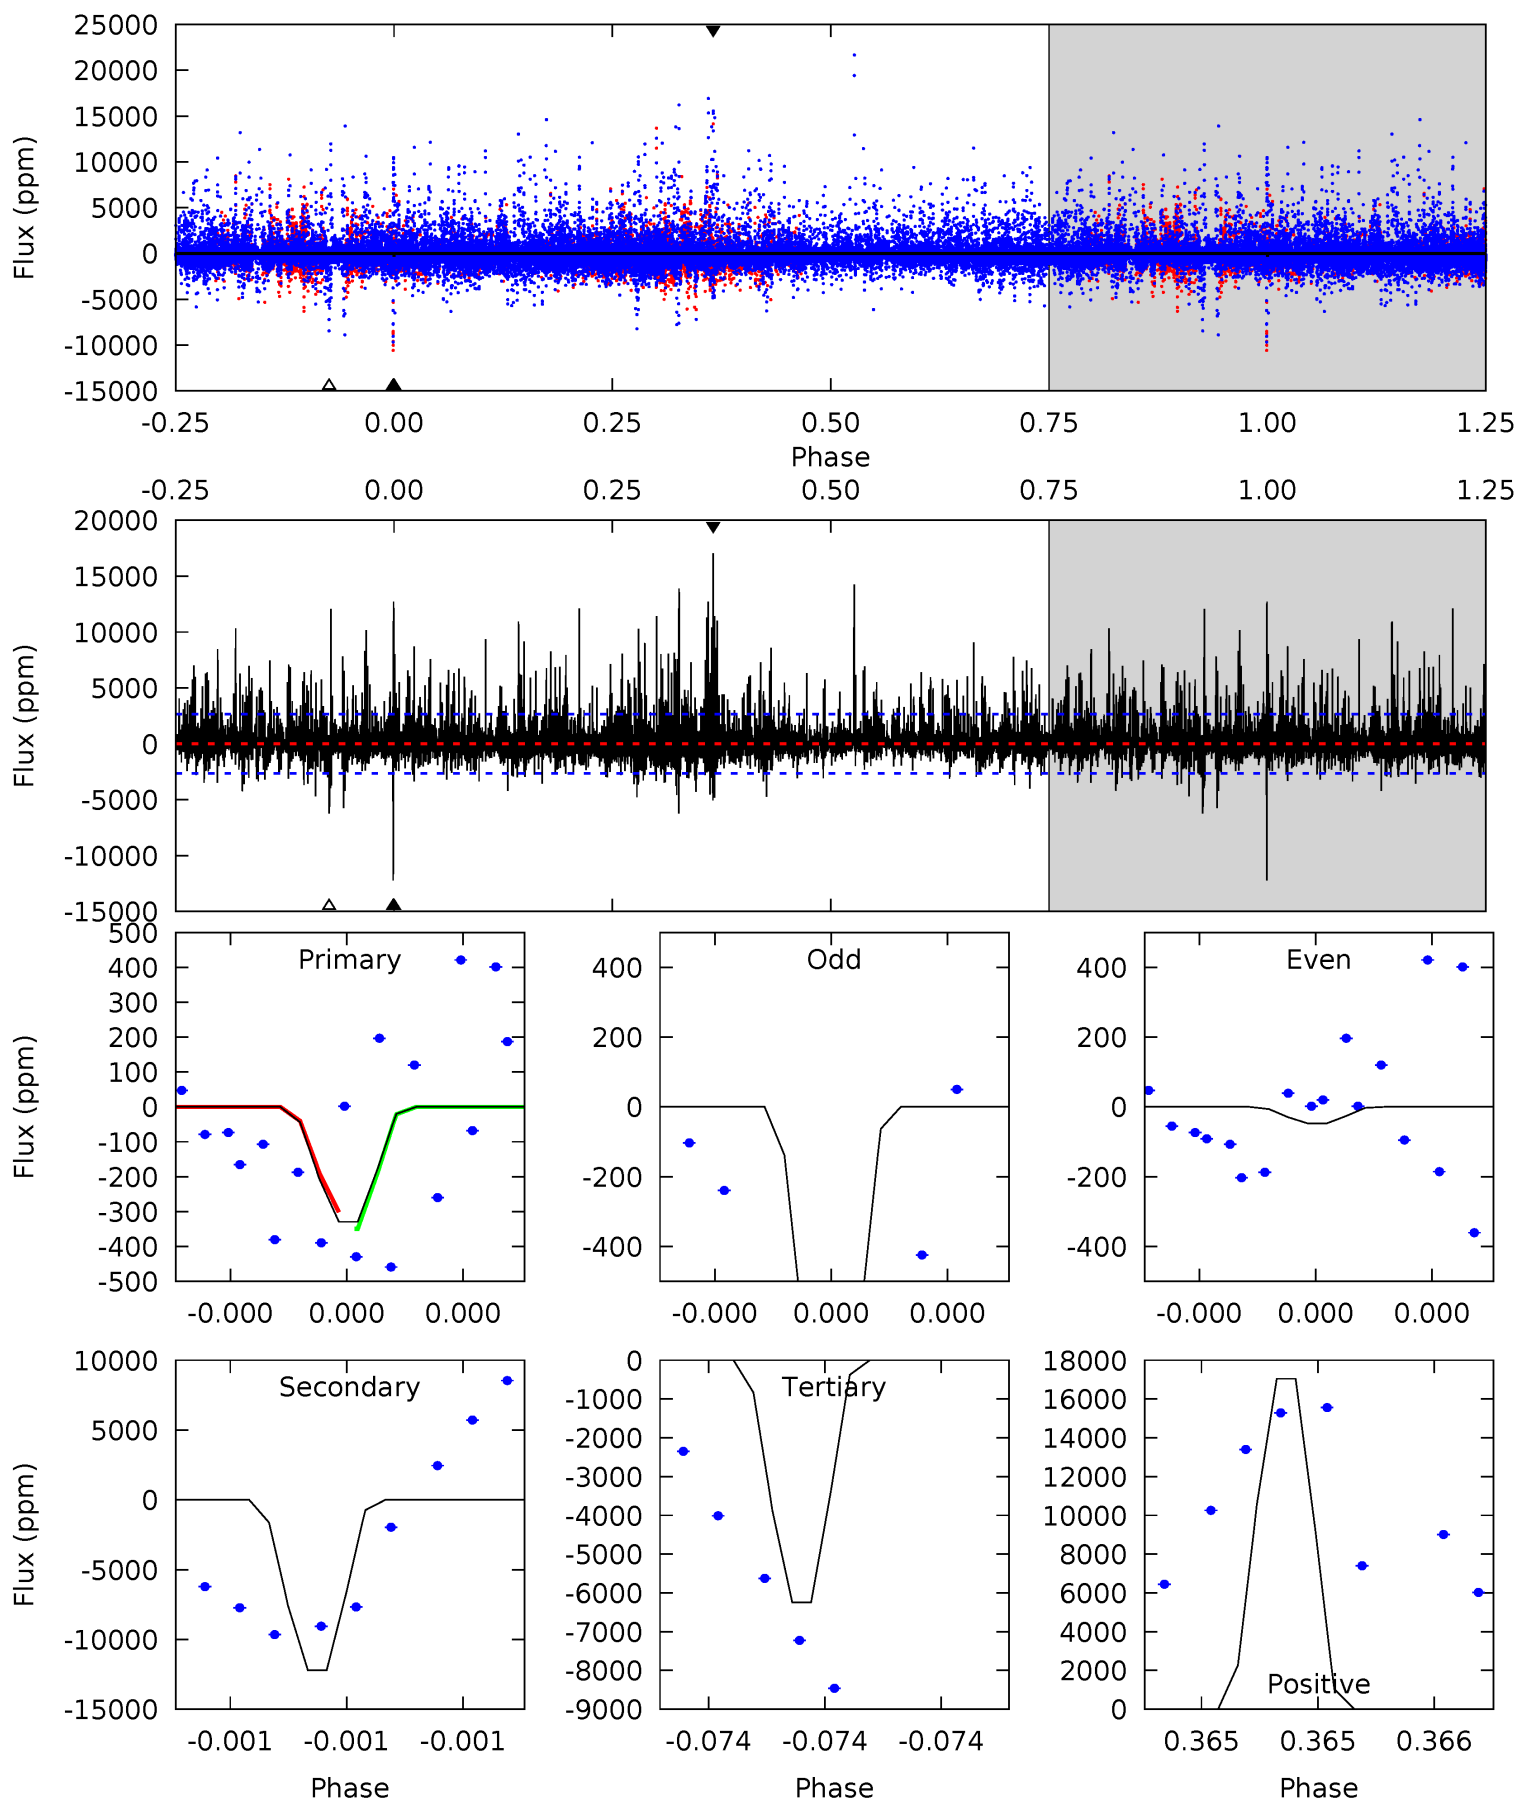 25000
20000
15000
10000
5000
0
-5000
-10000
-15000
Flux (ppm)
-0.25 0.00 0.25 0.50 0.75 1.00 1.25
Phase
-0.25 0.00 0.25 0.50 0.75 1.00 1.25
20000
15000
10000
5000
0
-5000
-10000
-15000
Flux (ppm)
Primary
500
400
300
200
100
0
-100
-200
-300
-400
-500
Flux (ppm)
-0.000 0.000 0.000
Odd
400
200
0
-200
-400
-0.000 0.000 0.000
Even
400
200
0
-200
-400
-0.000 0.000 0.000
Secondary
10000
5000
0
-5000
-10000
-15000
Flux (ppm)
-0.001 -0.001 -0.001
Phase
Tertiary
0
-1000
-2000
-3000
-4000
-5000
-6000
-7000
-8000
-9000
-0.074 -0.074 -0.074
Phase
18000
16000
14000
12000
10000
8000
6000
4000
2000
0
Positive
0.365 0.365 0.366
Phase